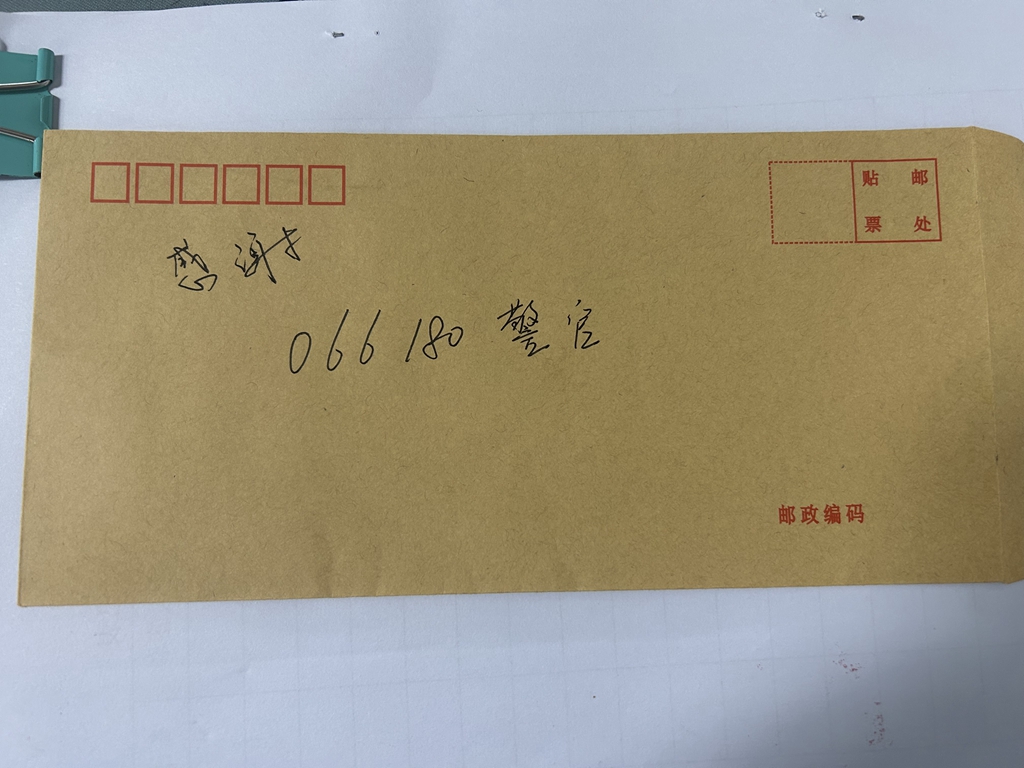 贴 邮
票 处
感谢
066180 警官
邮政编码